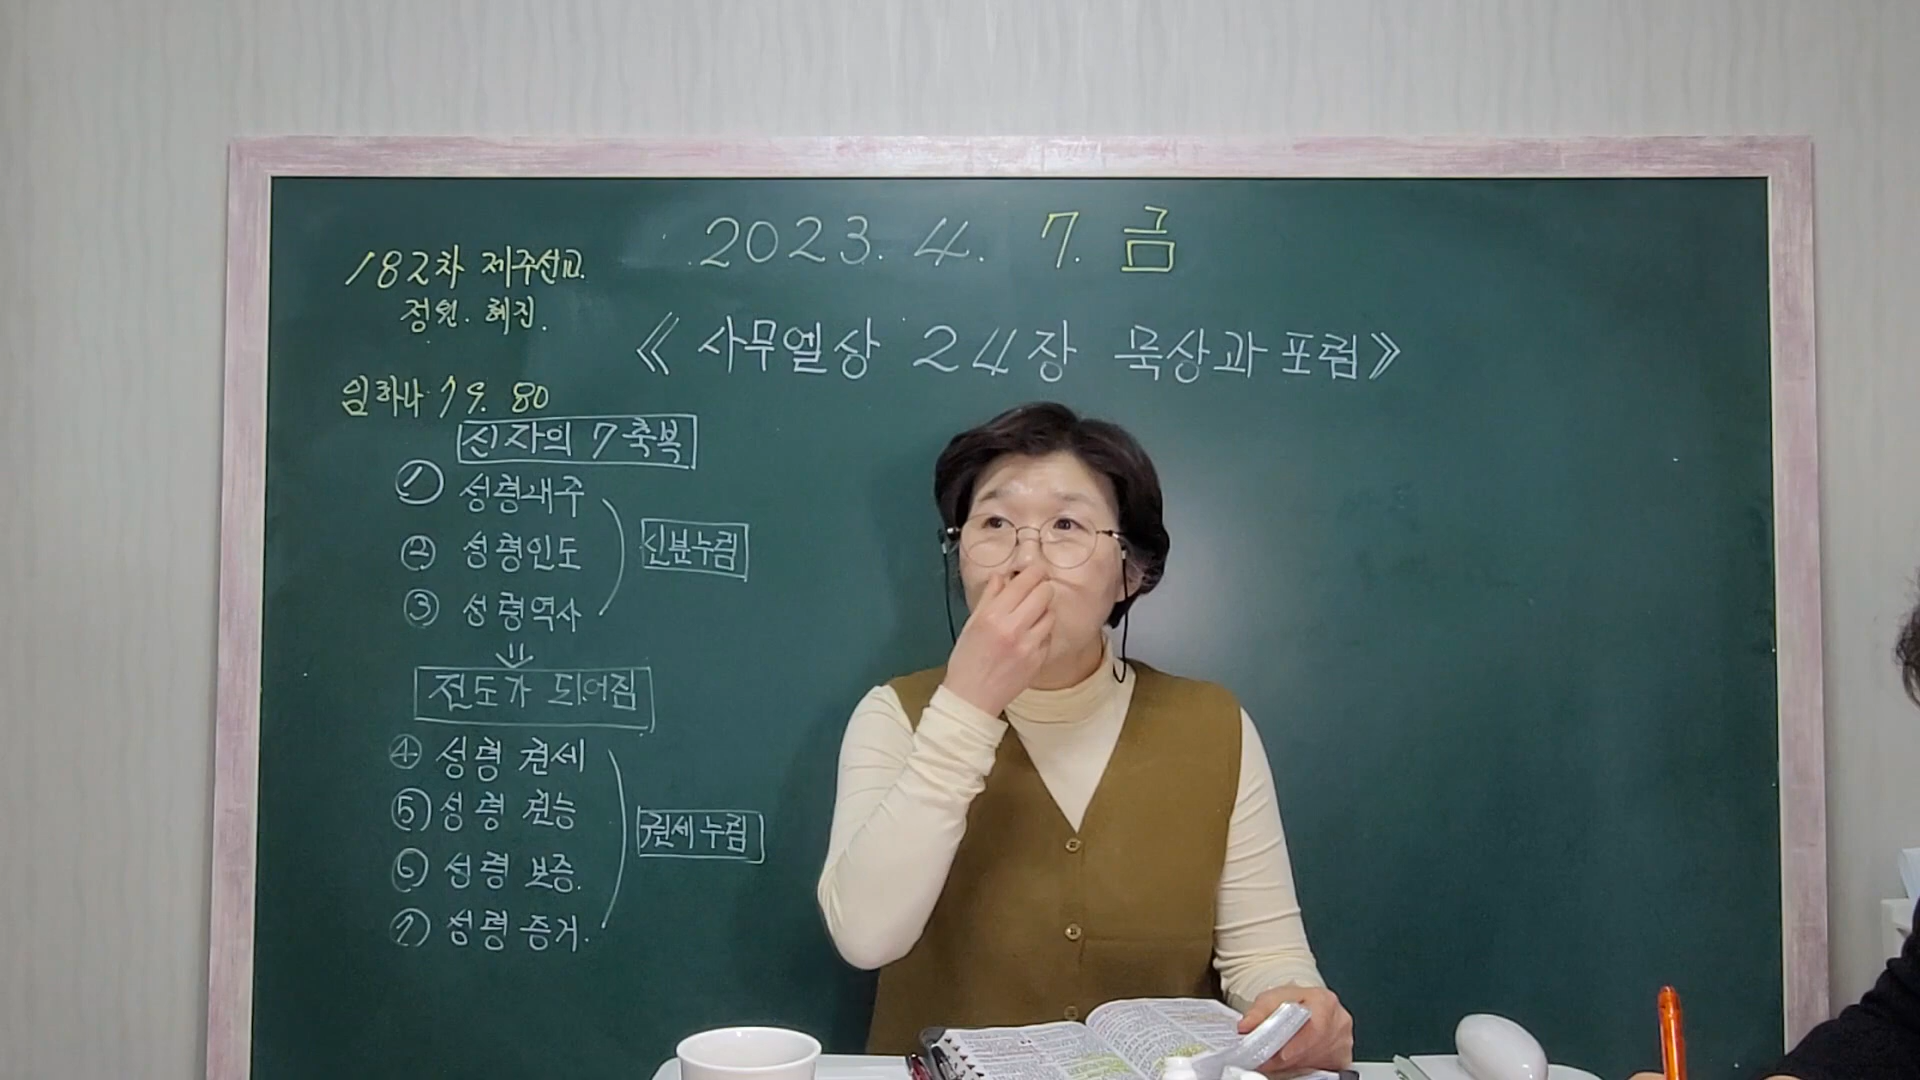 2023. 4. 7. 금
《 사무엘상 24장 묵상과 포럼》
182차 제주선교.
정원. 혜진.
임하나 79. 80
신자의 7축복
① 성령내주
② 성령인도
③ 성령역사
신분누림
전도가 되어짐
④ 성령 권세
⑤ 성령 권능
⑥ 성령 보증.
⑦ 성령 증거.
권세누림